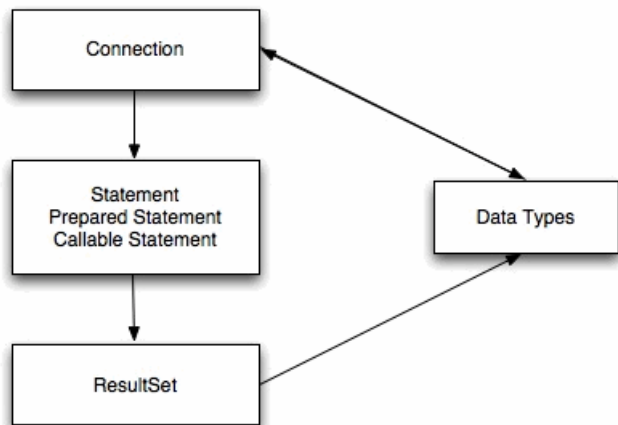 Connection
Statement
Prepared Statement
Callable Statement
Data Types
ResultSet